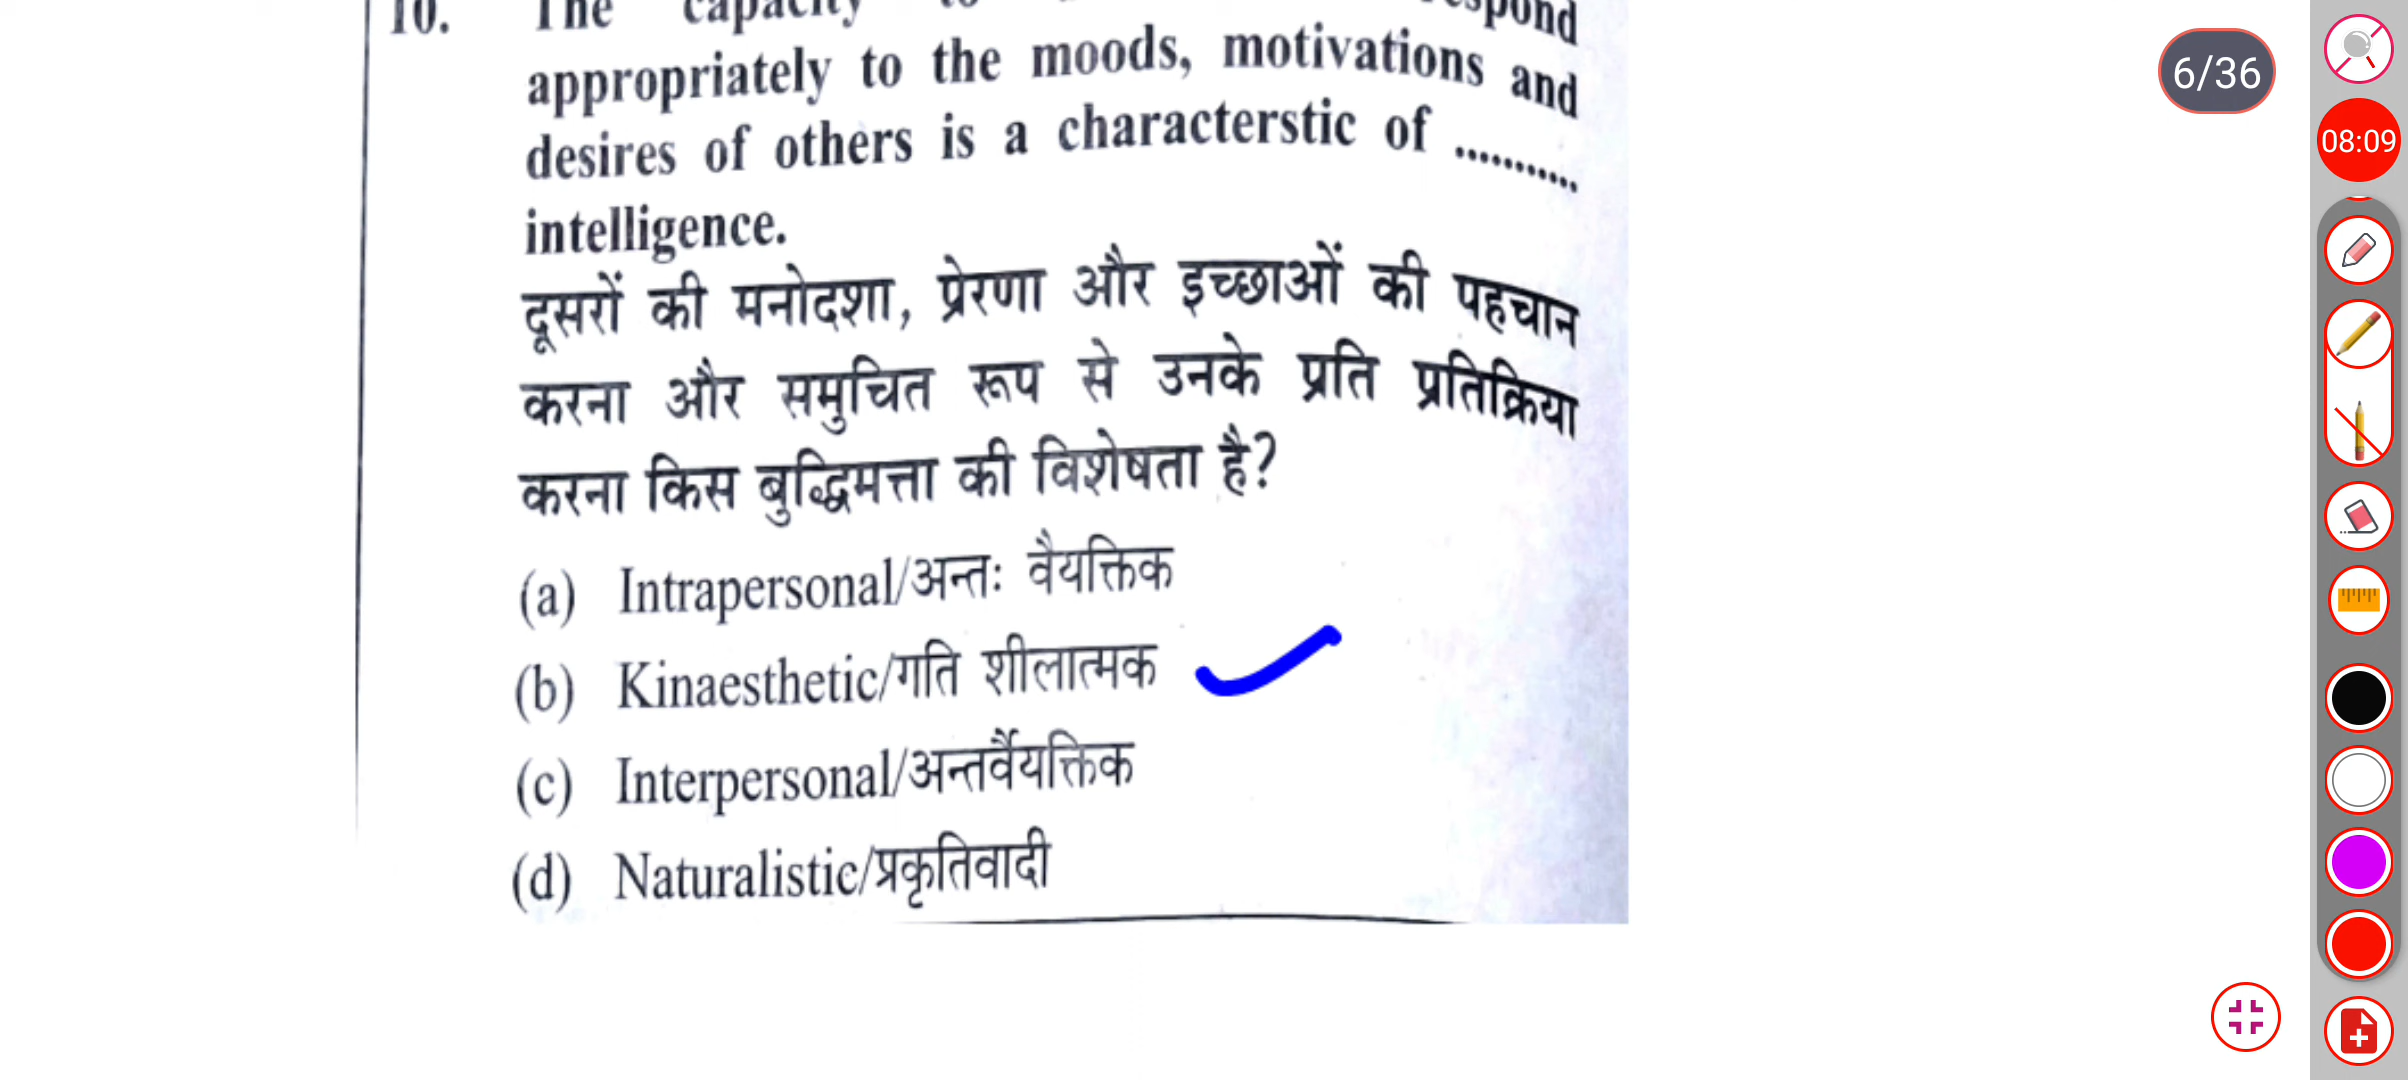 10. The capacity to
appropriately to the moods, motivations and
desires of others is a characterstic of ...........
intelligence.
दूसरों की मनोदशा, प्रेरणा और इच्छाओं की पहचान
करना और समुचित रूप से उनके प्रति प्रतिक्रिया
करना किस बुद्धिमत्ता की विशेषता है?
(a) Intrapersonal/अन्तः वैयक्तिक
(b) Kinaesthetic/गति शीलात्मक
(c) Interpersonal/अन्तर्वैयक्तिक
(d) Naturalistic/प्रकृतिवादी
6/36
08:09